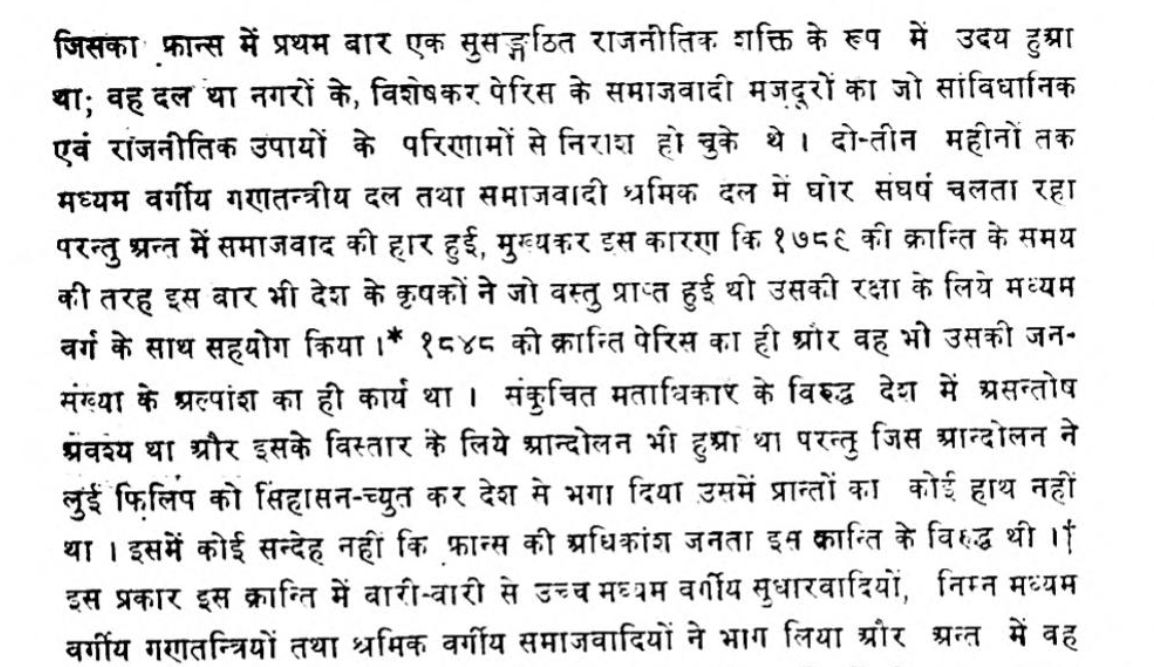 जिसका फ्रान्स में प्रथम बार एक सुसङ्गठित राजनीतिक शक्ति के रूप में उदय हुआ
था; वह दल था नगरों के, विशेषकर पेरिस के समाजवादी मजदूरों का जो सांविधानिक
एवं राजनीतिक उपायों के परिणामों से निराश हो चुके थे । दो-तीन महीनों तक
मध्यम वर्गीय गणतन्त्रीय दल तथा समाजवादी श्रमिक दल में घोर संघर्ष चलता रहा
परन्तु अन्त में समाजवाद की हार हुई, मुख्यकर इस कारण कि १७८९ की क्रान्ति के समय
की तरह इस बार भी देश के कृषकों ने जो वस्तु प्राप्त हुई थी उसकी रक्षा के लिये मध्यम
वर्ग के साथ सहयोग किया ।* १८४८ की क्रान्ति पेरिस का ही और वह भी उसकी जन-
संख्या के अल्पांश का ही कार्य था । संकुचित मताधिकार के विरुद्ध देश में असन्तोष
अवश्य था और इसके विस्तार के लिये आन्दोलन भी हुआ था परन्तु जिस आन्दोलन ने
लुई फिलिप को सिंहासन-च्युत कर देश से भगा दिया उसमें प्रान्तों का कोई हाथ नहीं
था । इसमें कोई सन्देह नहीं कि फ्रान्स की अधिकांश जनता इस क्रान्ति के विरुद्ध थी ।†
इस प्रकार इस क्रान्ति में बारी-बारी से उच्च मध्यम वर्गीय सुधारवादियों, निम्न मध्यम
वर्गीय गणतन्त्रियों तथा श्रमिक वर्गीय समाजवादियों ने भाग लिया और अन्त में वह